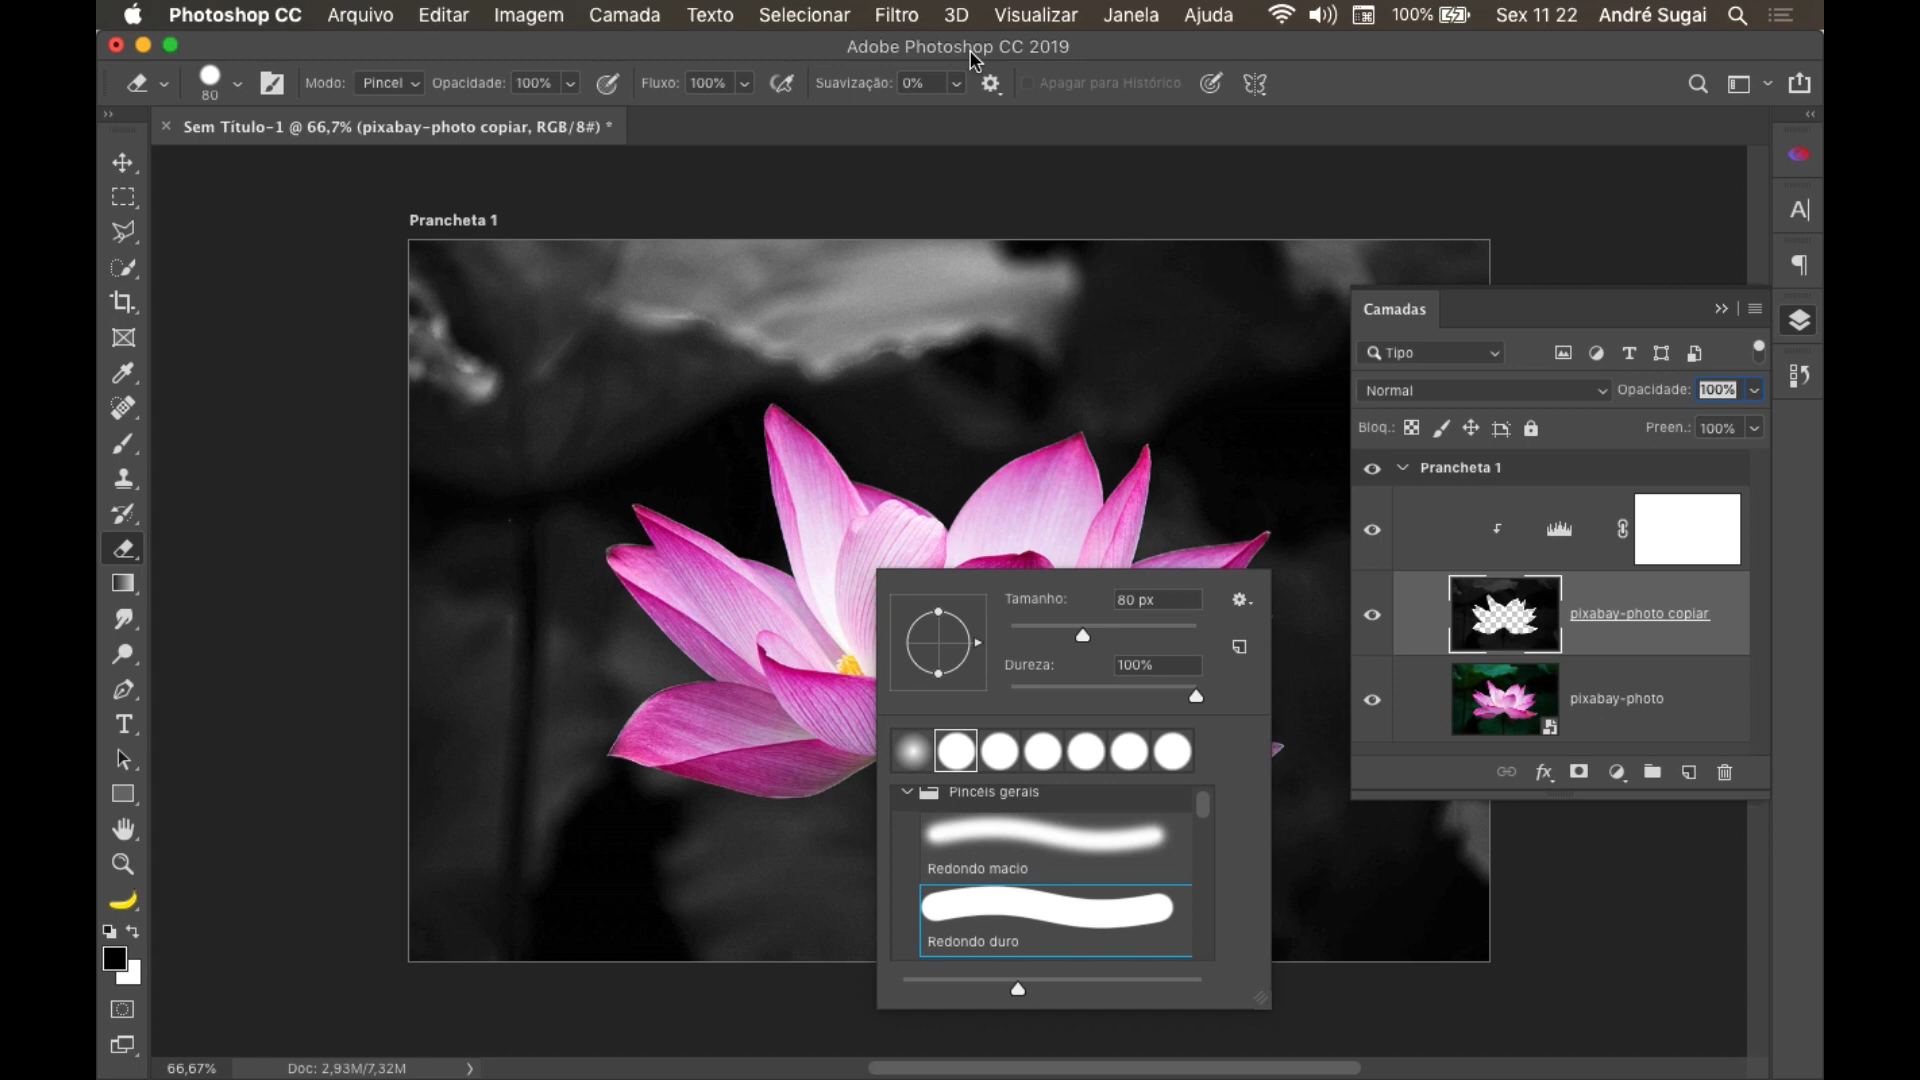 Photoshop CC Arquivo Editar Imagem Camada Texto Selecionar Filtro 3D Visualizar Janela Ajuda 100% Sex 11 22 André Sugai
Adobe Photoshop CC 2019
80 Modo: Pincel Opacidade: 100% Fluxo: 100% Suavização: 0% Apagar para Histórico
Sem Título-1 @ 66,7% (pixabay-photo copiar, RGB/8#) *
Prancheta 1
Camadas
Tipo
Normal Opacidade: 100%
Bloq.: Preen.: 100%
Prancheta 1
pixabay-photo copiar
pixabay-photo
Tamanho: 80 px
Dureza: 100%
Pincéis gerais
Redondo macio
Redondo duro
66,67% Doc: 2,93M/7,32M